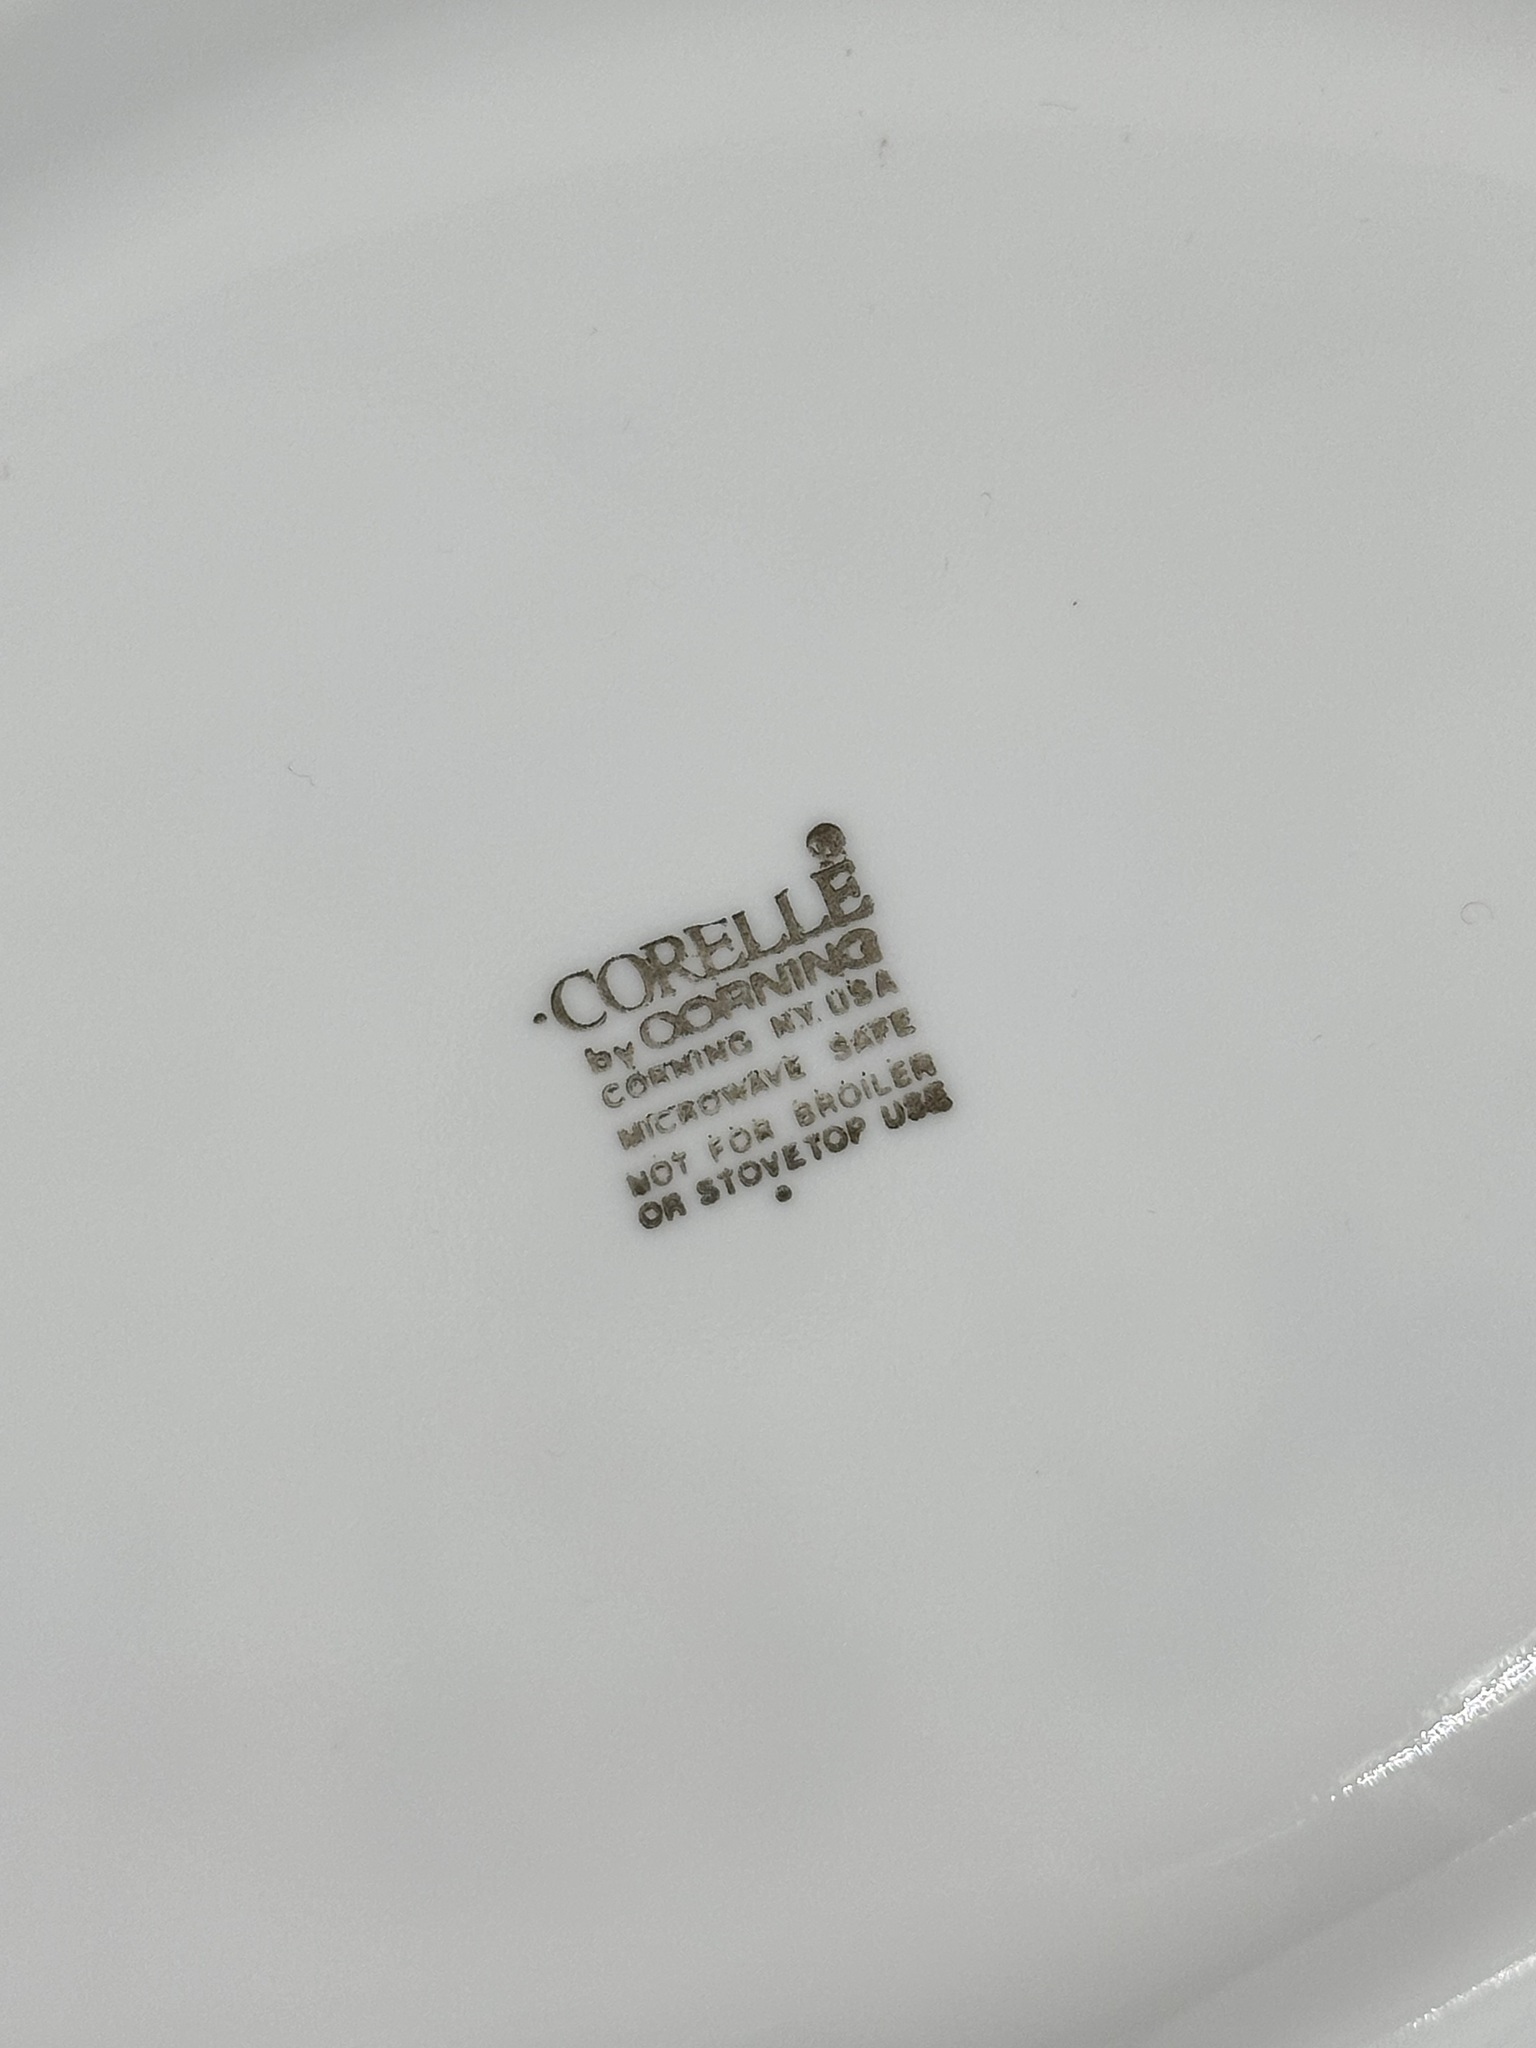 CORELLE
by CORNING
CORNING N.Y. USA
MICROWAVE SAFE
NOT FOR BROILER
OR STOVETOP USE